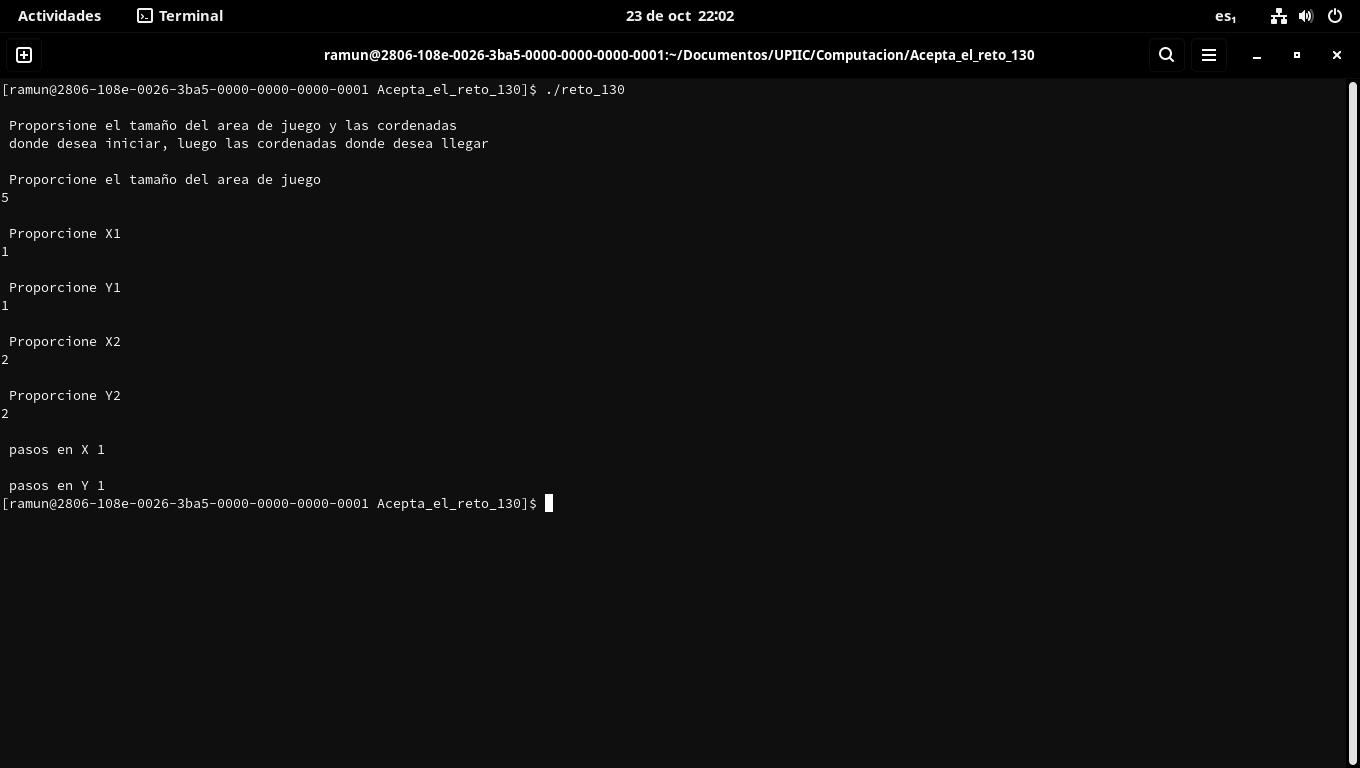 Actividades Terminal 23 de oct 22:02 es₁
ramun@2806-108e-0026-3ba5-0000-0000-0000-0001:~/Documentos/UPIIC/Computacion/Acepta_el_reto_130
[ramun@2806-108e-0026-3ba5-0000-0000-0000-0001 Acepta_el_reto_130]$ ./reto_130
Proporsione el tamaño del area de juego y las cordenadas
donde desea iniciar, luego las cordenadas donde desea llegar
Proporcione el tamaño del area de juego
5
Proporcione X1
1
Proporcione Y1
1
Proporcione X2
2
Proporcione Y2
2
pasos en X 1
pasos en Y 1
[ramun@2806-108e-0026-3ba5-0000-0000-0000-0001 Acepta_el_reto_130]$